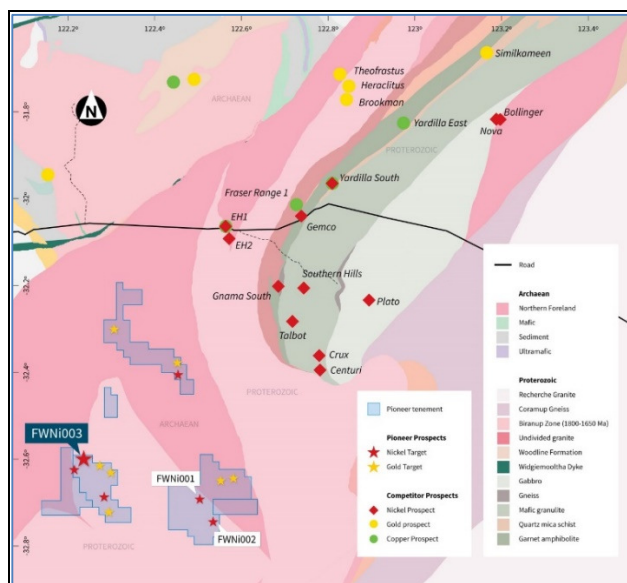 122.2° 122.4° 122.6° 122.8° 123.0° 123.2° 123.4°
-31.8°
-32°
-32.2°
-32.4°
-32.6°
-32.8°
N
ARCHAEAN
Theofrastus
Heraclitus
Brookman
Similkameen
Yardilla East
Bollinger
Nova
PROTEROZOIC
Yardilla South
Fraser Range 1
EH1
Gemco
EH2
Southern Hills
Gnama South
Plato
Talbot
Crux
Centuri
PROTEROZOIC
ARCHAEAN
FWNi003
FWNi001
FWNi002
PROTEROZOIC
Pioneer tenement
Pioneer Prospects
Nickel Target
Gold Target
Competitor Prospects
Nickel Prospect
Gold prospect
Copper Prospect
Road
Archaean
Northern Foreland
Mafic
Sediment
Ultramafic
Proterozoic
Recherche Granite
Coramup Gneiss
Biranup Zone (1800-1650 Ma)
Undivided granite
Woodline Formation
Widgiemooltha Dyke
Gabbro
Gneiss
Mafic granulite
Quartz mica schist
Garnet amphibolite